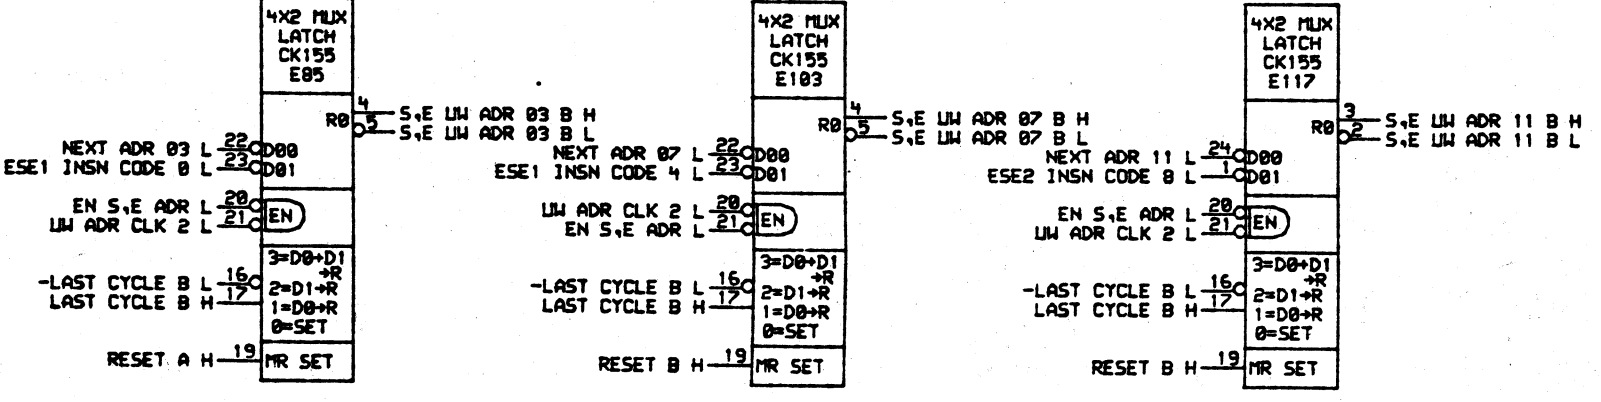 4X2 MUX
LATCH
CK155
E85
R0
4 S,E UW ADR 03 B H
5 S,E UW ADR 03 B L
NEXT ADR 03 L 22 D00
ESE1 INSN CODE 0 L 23 D01
EN S,E ADR L 20
EN
UW ADR CLK 2 L 21
3=D0+D1
→R
-LAST CYCLE B L 16
2=D1→R
LAST CYCLE B H 17
1=D0→R
0=SET
RESET A H 19 MR SET
4X2 MUX
LATCH
CK155
E103
R0
4 S,E UW ADR 07 B H
5 S,E UW ADR 07 B L
NEXT ADR 07 L 22 D00
ESE1 INSN CODE 4 L 23 D01
UW ADR CLK 2 L 20
EN
EN S,E ADR L 21
3=D0+D1
→R
-LAST CYCLE B L 16
2=D1→R
LAST CYCLE B H 17
1=D0→R
0=SET
RESET B H 19 MR SET
4X2 MUX
LATCH
CK155
E117
R0
3 S,E UW ADR 11 B H
2 S,E UW ADR 11 B L
NEXT ADR 11 L 24 D00
ESE2 INSN CODE 8 L 1 D01
EN S,E ADR L 20
EN
UW ADR CLK 2 L 21
3=D0+D1
→R
-LAST CYCLE B L 16
2=D1→R
LAST CYCLE B H 17
1=D0→R
0=SET
RESET B H 19 MR SET